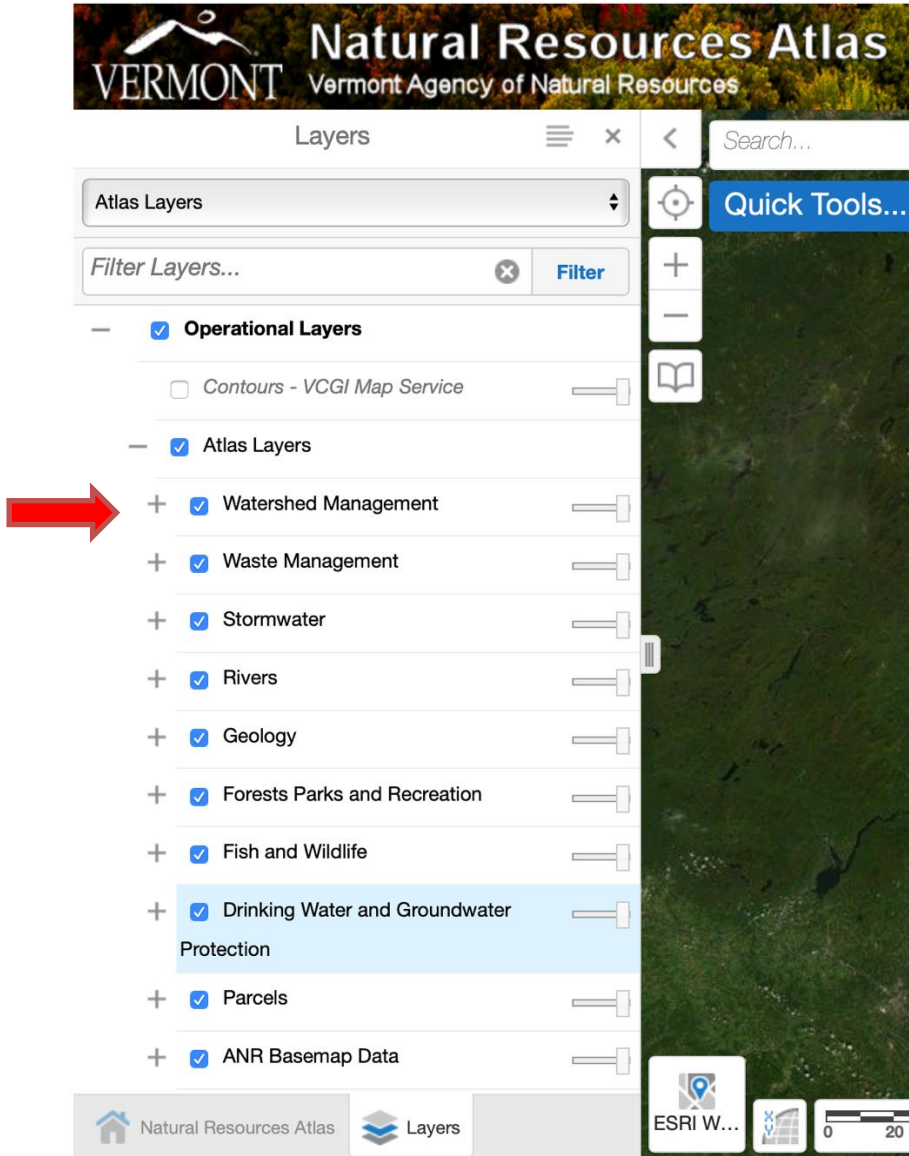 VERMONT
Natural Resources Atlas
Vermont Agency of Natural Resources
Layers
Search...
Atlas Layers
Quick Tools...
Filter Layers...
Filter
Operational Layers
Contours - VCGI Map Service
Atlas Layers
Watershed Management
Waste Management
Stormwater
Rivers
Geology
Forests Parks and Recreation
Fish and Wildlife
Drinking Water and Groundwater
Protection
Parcels
ANR Basemap Data
Natural Resources Atlas
Layers
ESRI W...
X Y
0 20